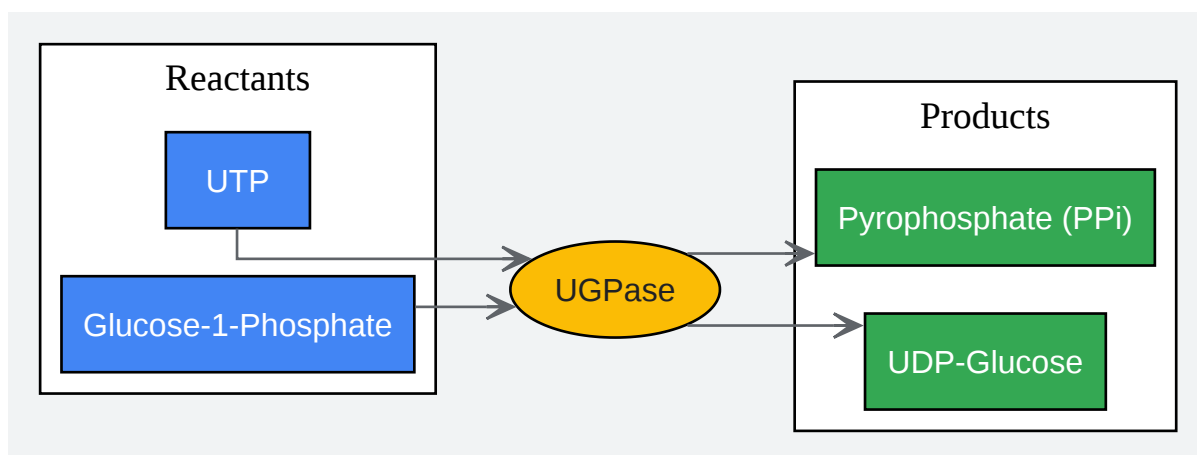 Reactants
UTP
Glucose-1-Phosphate
UGPase
Products
Pyrophosphate (PPi)
UDP-Glucose